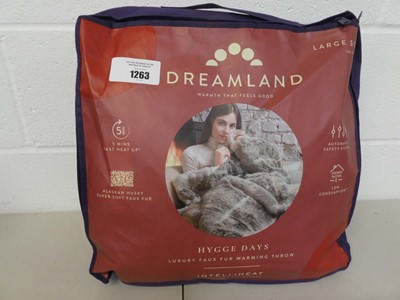 LARGE
1263
DREAMLAND
WARMTH THAT FEELS GOOD
5
5 MINS
FAST HEAT UP*
AUTOMATIC
SAFETY
ALASKAN HUSKY
SUPER SOFT FAUX FUR
LOW
CONSUMPTION
HYGGE DAYS
LUXURY FAUX FUR WARMING THROW
INTELLIHEAT